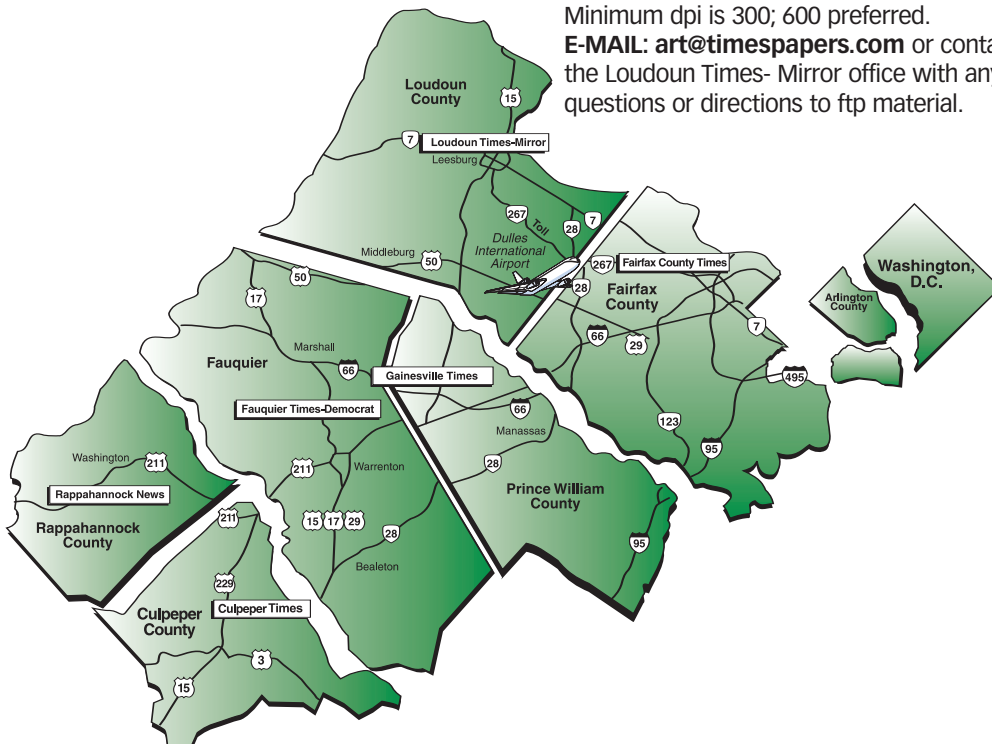 Minimum dpi is 300; 600 preferred.
E-MAIL: art@timespapers.com or
the Loudoun Times- Mirror office with
questions or directions to ftp material.
Loudoun
County
15
7
Loudoun Times-Mirror
Leesburg
267
Toll
28
7
Dulles
International
Airport
Middleburg
50
267
Fairfax County Times
28
Fairfax
County
66
29
7
495
123
95
Washington,
D.C.
Arlington
County
50
17
Marshall
Fauquier
66
Gainesville Times
Fauquier Times-Democrat
66
Manassas
28
Prince William
County
95
211
Warrenton
15
17
29
28
Bealeton
Washington
211
Rappahannock News
Rappahannock
County
211
229
Culpeper Times
Culpeper
County
3
15